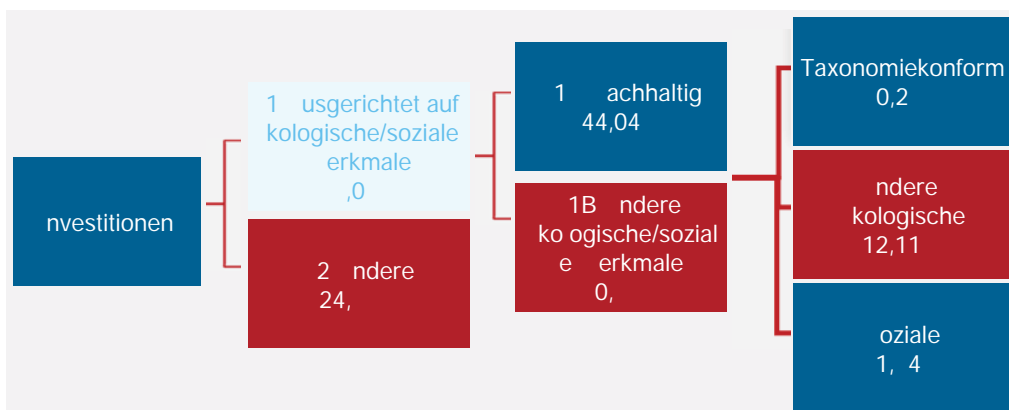 nvestitionen
1 usgerichtet auf
kologische/soziale
erkmale
,0
2 ndere
24,
1 achhaltig
44,04
1B ndere
ko ogische/sozial
e erkmale
0,
Taxonomiekonform
0,2
ndere
kologische
12,11
oziale
1, 4